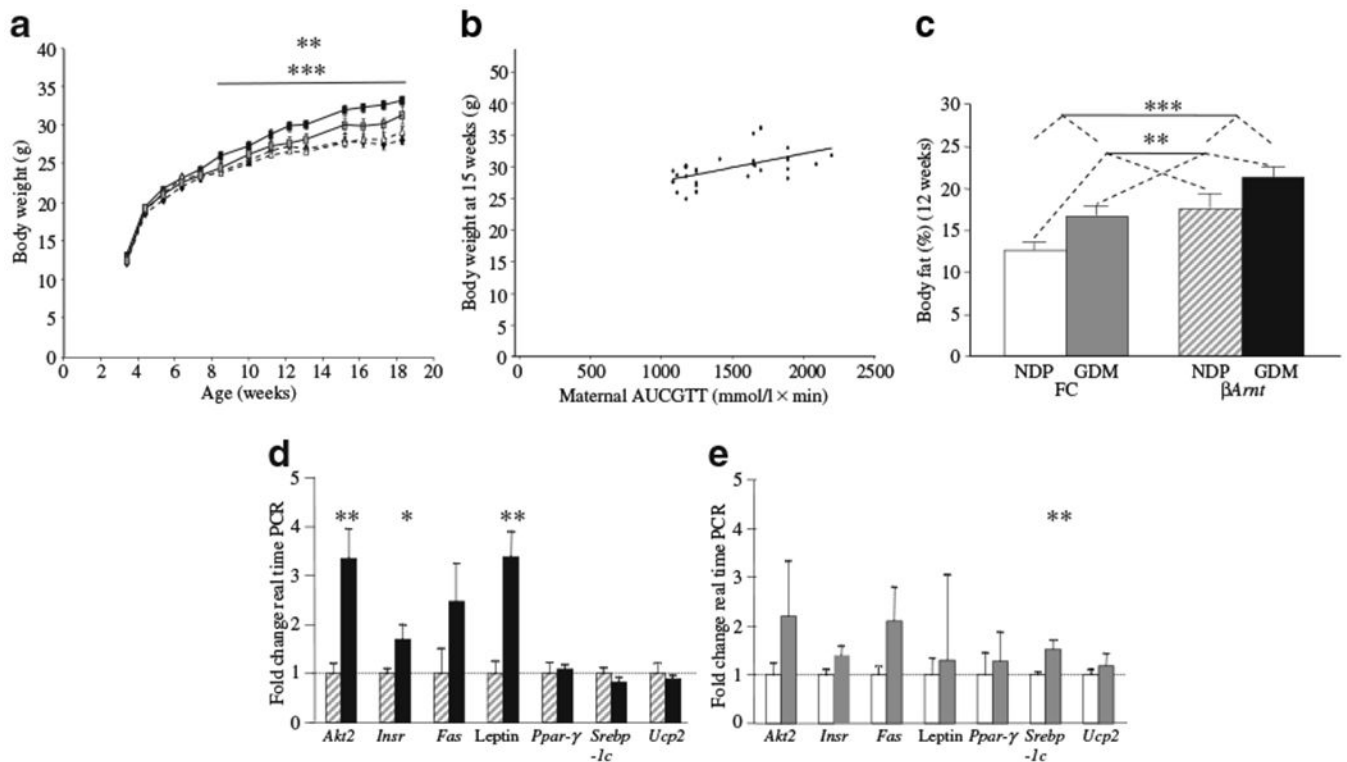 a
**
***
40
35
30
25
20
15
10
5
0
Body weight (g)
0 2 4 6 8 10 12 14 16 18 20
Age (weeks)
b
50
45
40
35
30
25
20
15
10
5
0
Body weight at 15 weeks (g)
0 500 1000 1500 2000 2500
Maternal AUCGTT (mmol/l × min)
c
***
**
30
25
20
15
10
5
0
Body fat (%) (12 weeks)
NDP GDM NDP GDM
FC βArnt
d
** * **
5
4
3
2
1
0
Fold change real time PCR
Akt2 Insr Fas Leptin Ppar-γ Srebp Ucp2
-1c
e
**
5
4
3
2
1
0
Fold change real time PCR
Akt2 Insr Fas Leptin Ppar-γ Srebp Ucp2
-1c